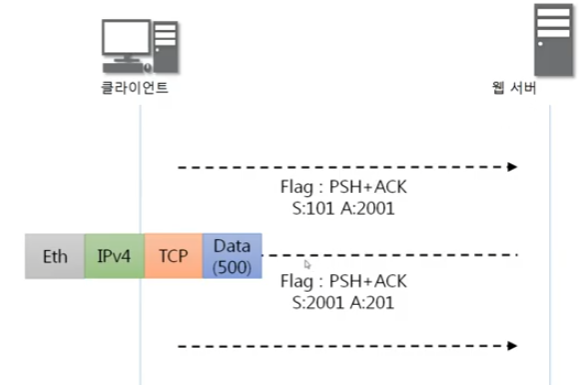 클라이언트
웹 서버
Flag : PSH+ACK
S:101 A:2001
Eth IPv4 TCP Data
(500)
Flag : PSH+ACK
S:2001 A:201